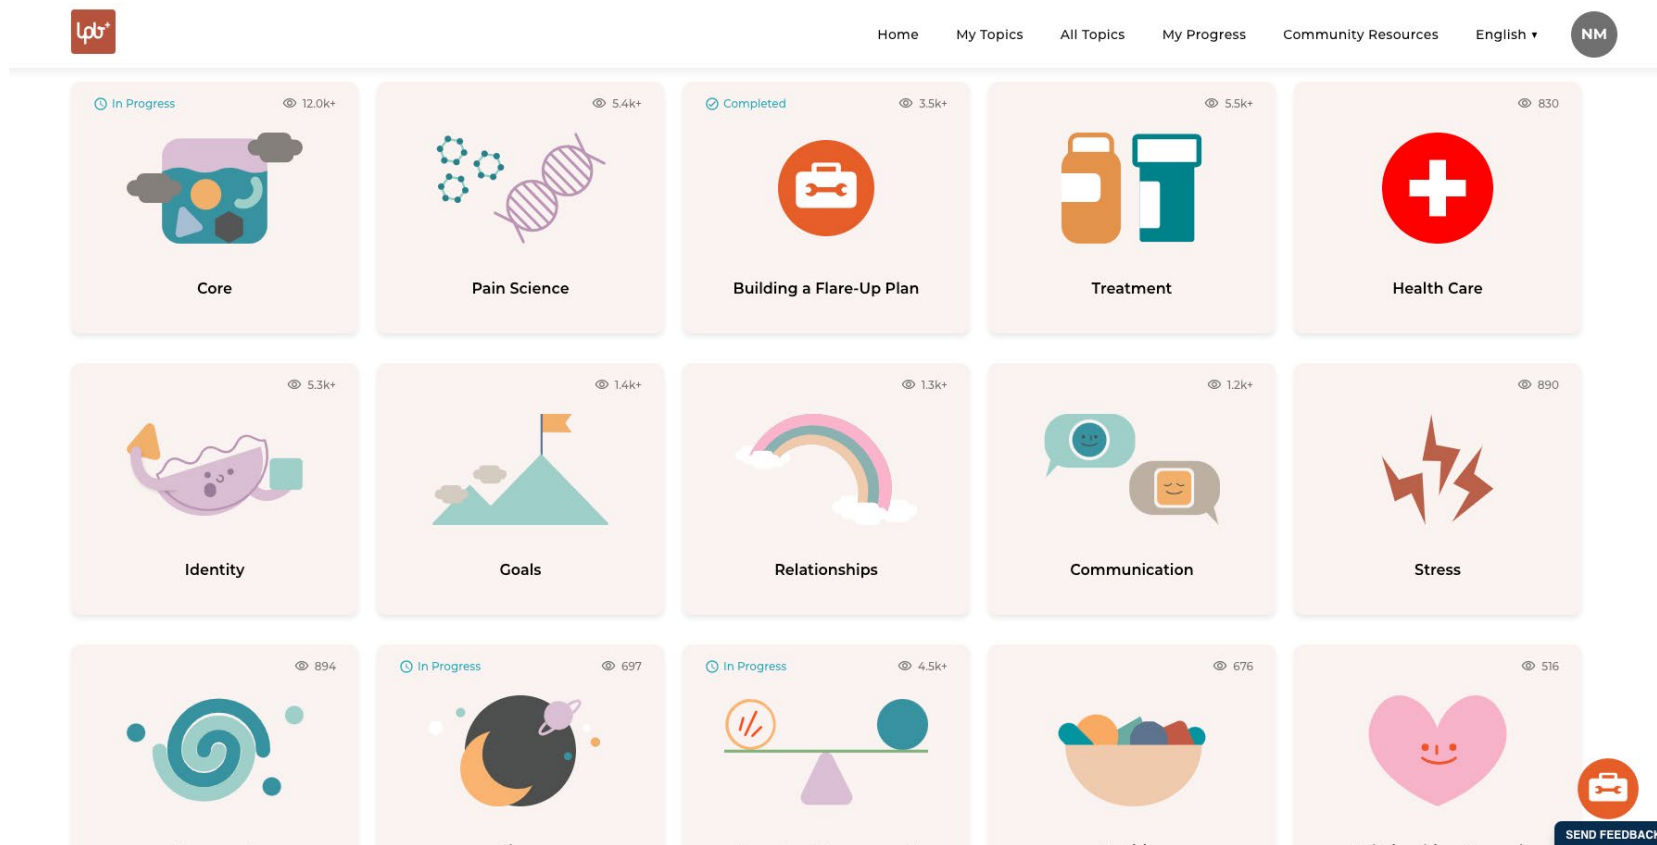 lpb+
Home My Topics All Topics My Progress Community Resources English ▾ NM
In Progress 12.0k+
5.4k+
Completed 3.5k+
5.5k+
830
Core
Pain Science
Building a Flare-Up Plan
Treatment
Health Care
5.3k+
1.4k+
1.3k+
1.2k+
890
Identity
Goals
Relationships
Communication
Stress
894
In Progress 697
In Progress 4.5k+
676
516
SEND FEEDBACK